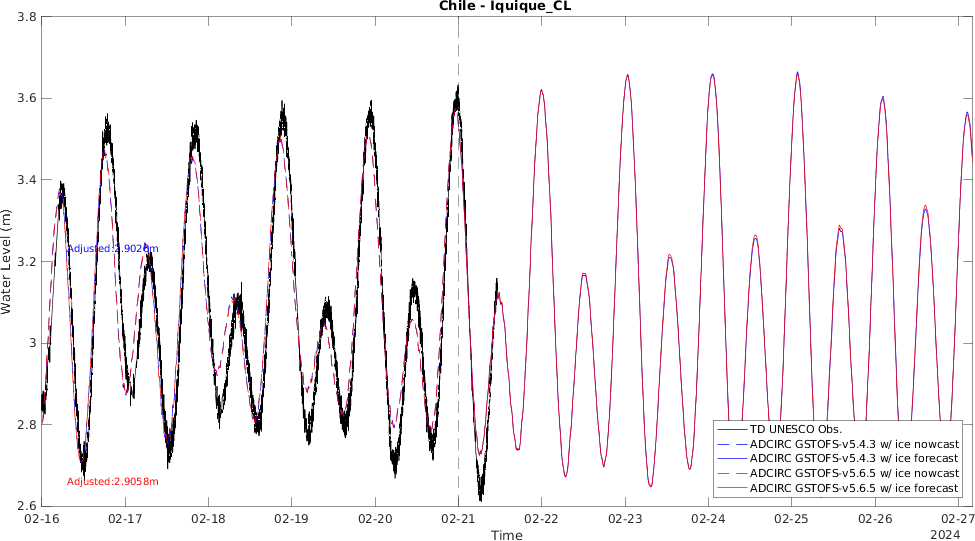 Chile - Iquique_CL
Water Level (m)
3.8
3.6
3.4
3.2
3
2.8
2.6
Adjusted:2.9026m
Adjusted:2.9058m
TD UNESCO Obs.
ADCIRC GSTOFS-v5.4.3 w/ ice nowcast
ADCIRC GSTOFS-v5.4.3 w/ ice forecast
ADCIRC GSTOFS-v5.6.5 w/ ice nowcast
ADCIRC GSTOFS-v5.6.5 w/ ice forecast
02-16 02-17 02-18 02-19 02-20 02-21 02-22 02-23 02-24 02-25 02-26 02-27
Time
2024